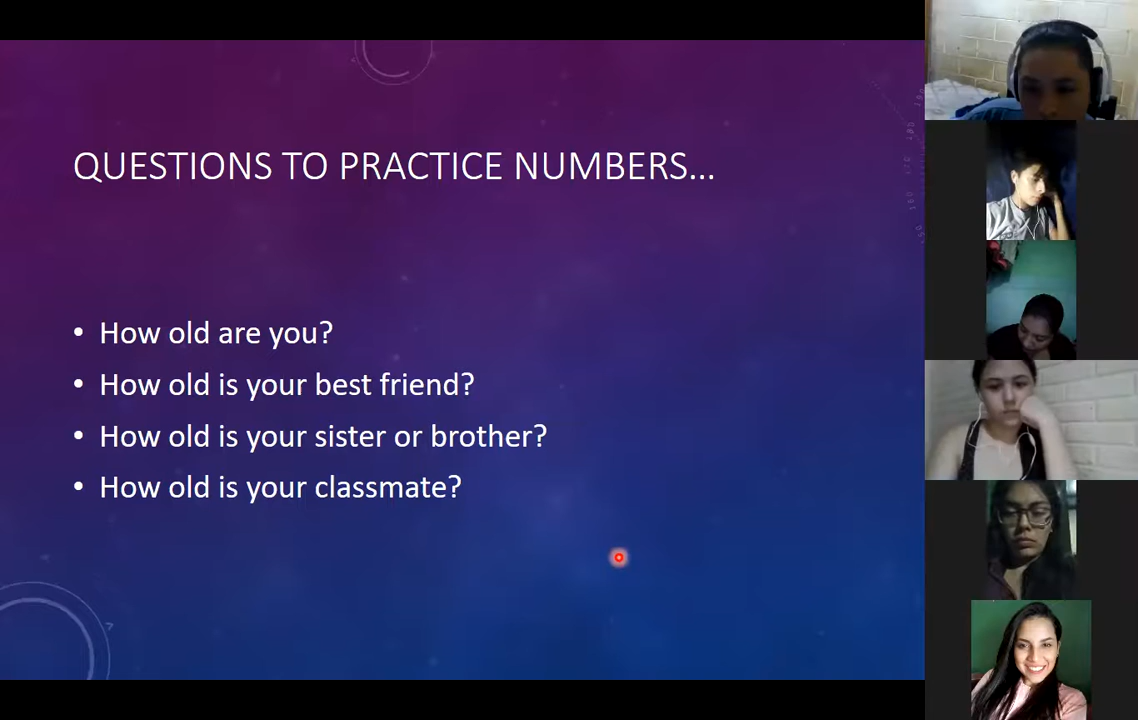 QUESTIONS TO PRACTICE NUMBERS...
• How old are you?
• How old is your best friend?
• How old is your sister or brother?
• How old is your classmate?